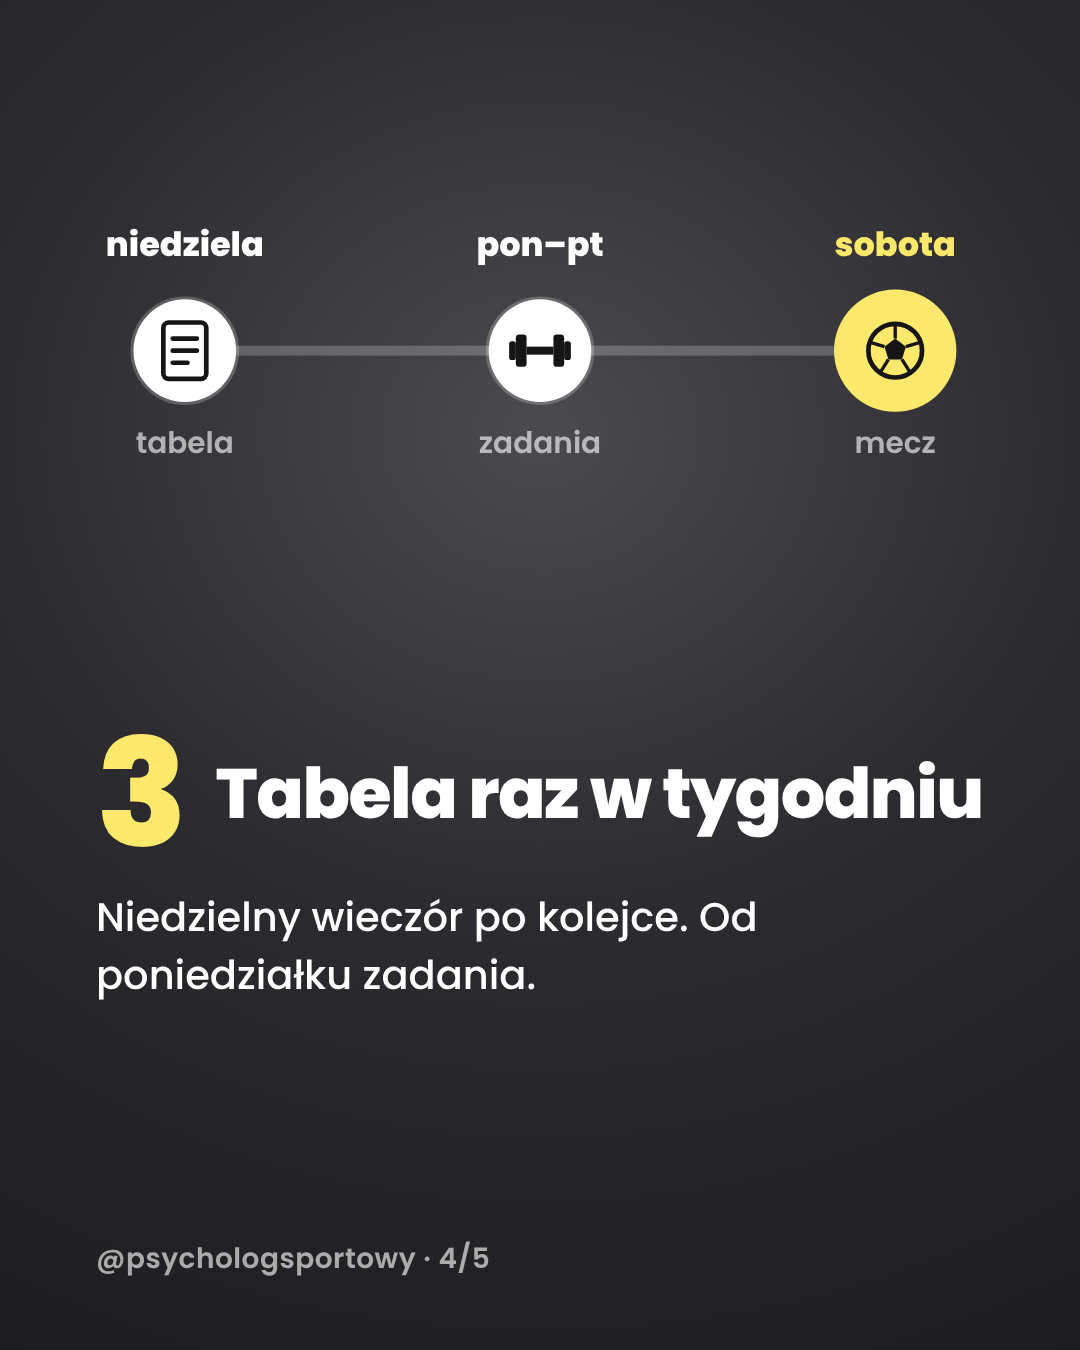 niedziela pon–pt sobota
tabela zadania mecz
3 Tabela raz w tygodniu
Niedzielny wieczór po kolejce. Od
poniedziałku zadania.
@psychologsportowy · 4/5